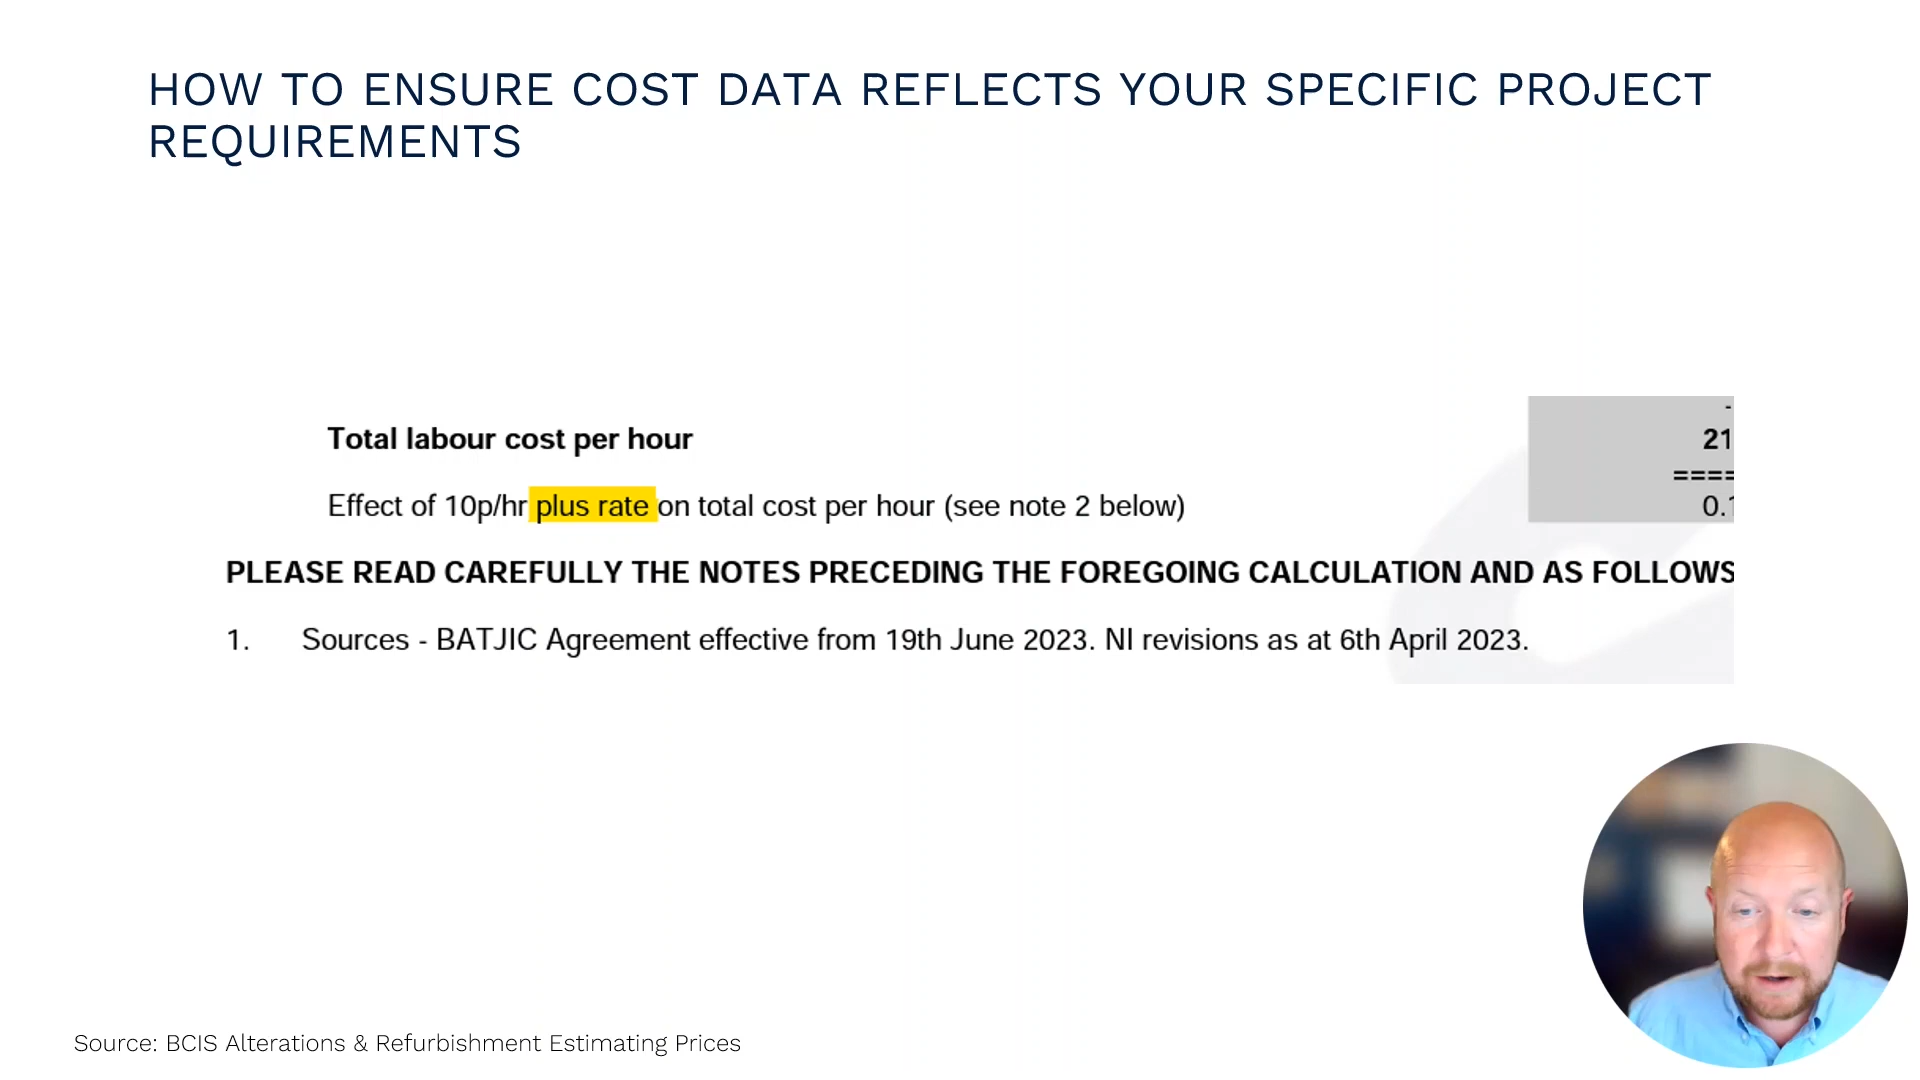 HOW TO ENSURE COST DATA REFLECTS YOUR SPECIFIC PROJECT
REQUIREMENTS
-
Total labour cost per hour 21
====
Effect of 10p/hr plus rate on total cost per hour (see note 2 below) 0.1
PLEASE READ CAREFULLY THE NOTES PRECEDING THE FOREGOING CALCULATION AND AS FOLLOWS
1. Sources - BATJIC Agreement effective from 19th June 2023. NI revisions as at 6th April 2023.
Source: BCIS Alterations & Refurbishment Estimating Prices